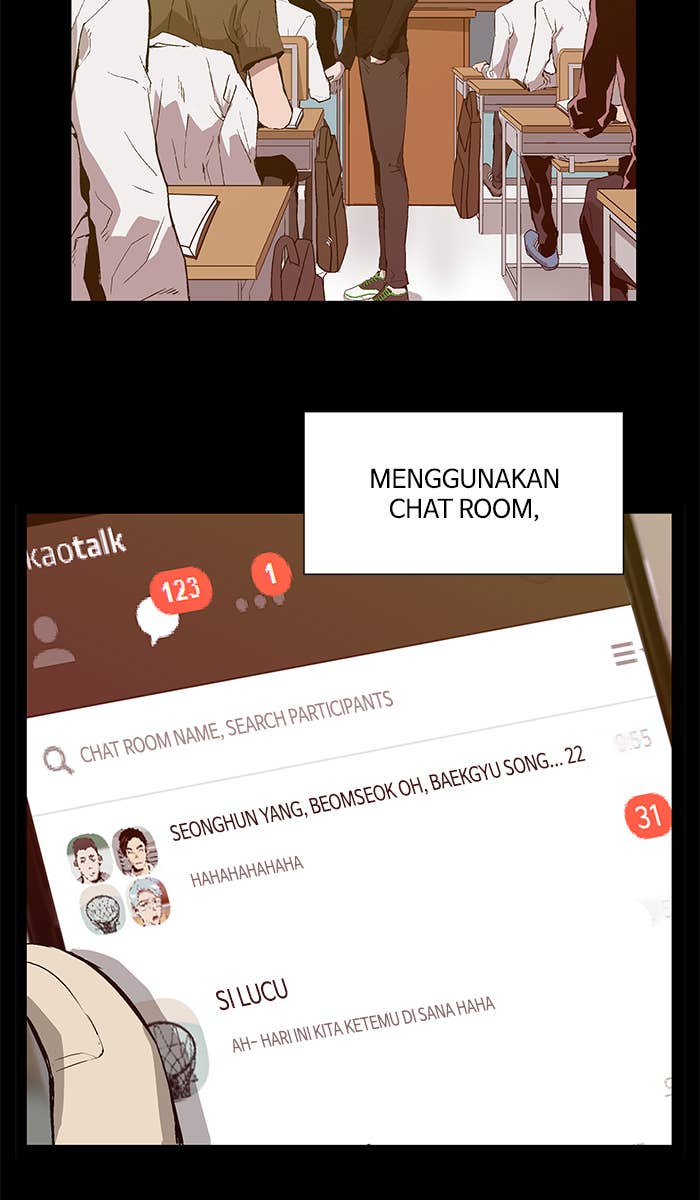 MENGGUNAKAN
CHAT ROOM,
kaotalk
123
1
CHAT ROOM NAME, SEARCH PARTICIPANTS
9:55
SEONGHUN YANG, BEOMSEOK OH, BAEKGYU SONG... 22
31
HAHAHAHAHAHA
SI LUCU
AH~ HARI INI KITA KETEMU DI SANA HAHA